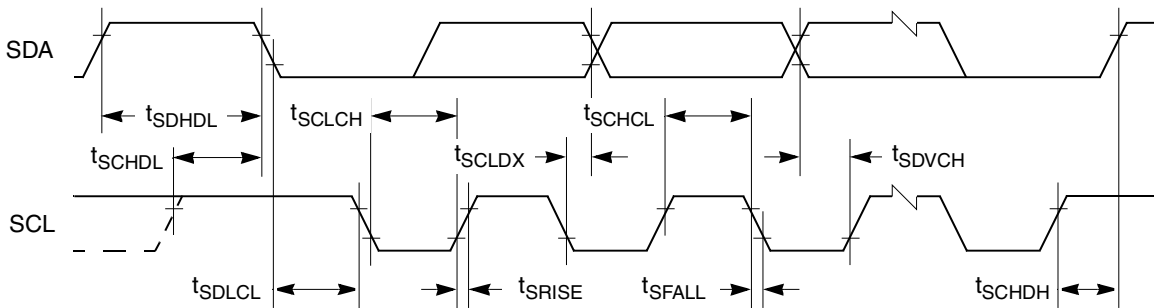 SDA
tSDHDL
tSCLCH
tSCHCL
tSCHDL
tSCLDX
tSDVCH
SCL
tSDLCL
tSRISE
tSFALL
tSCHDH